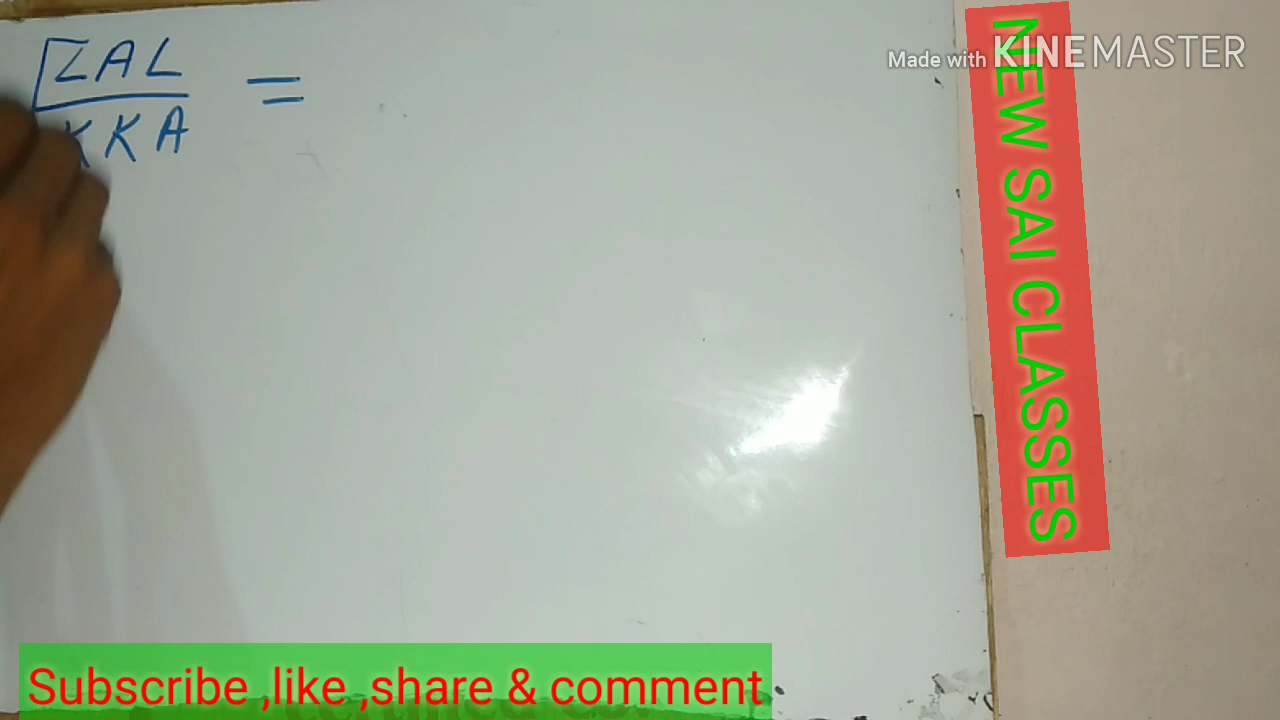 ZAL =
KKA
Made with KINEMASTER
NEW SAI CLASSES
Subscribe ,like ,share & comment